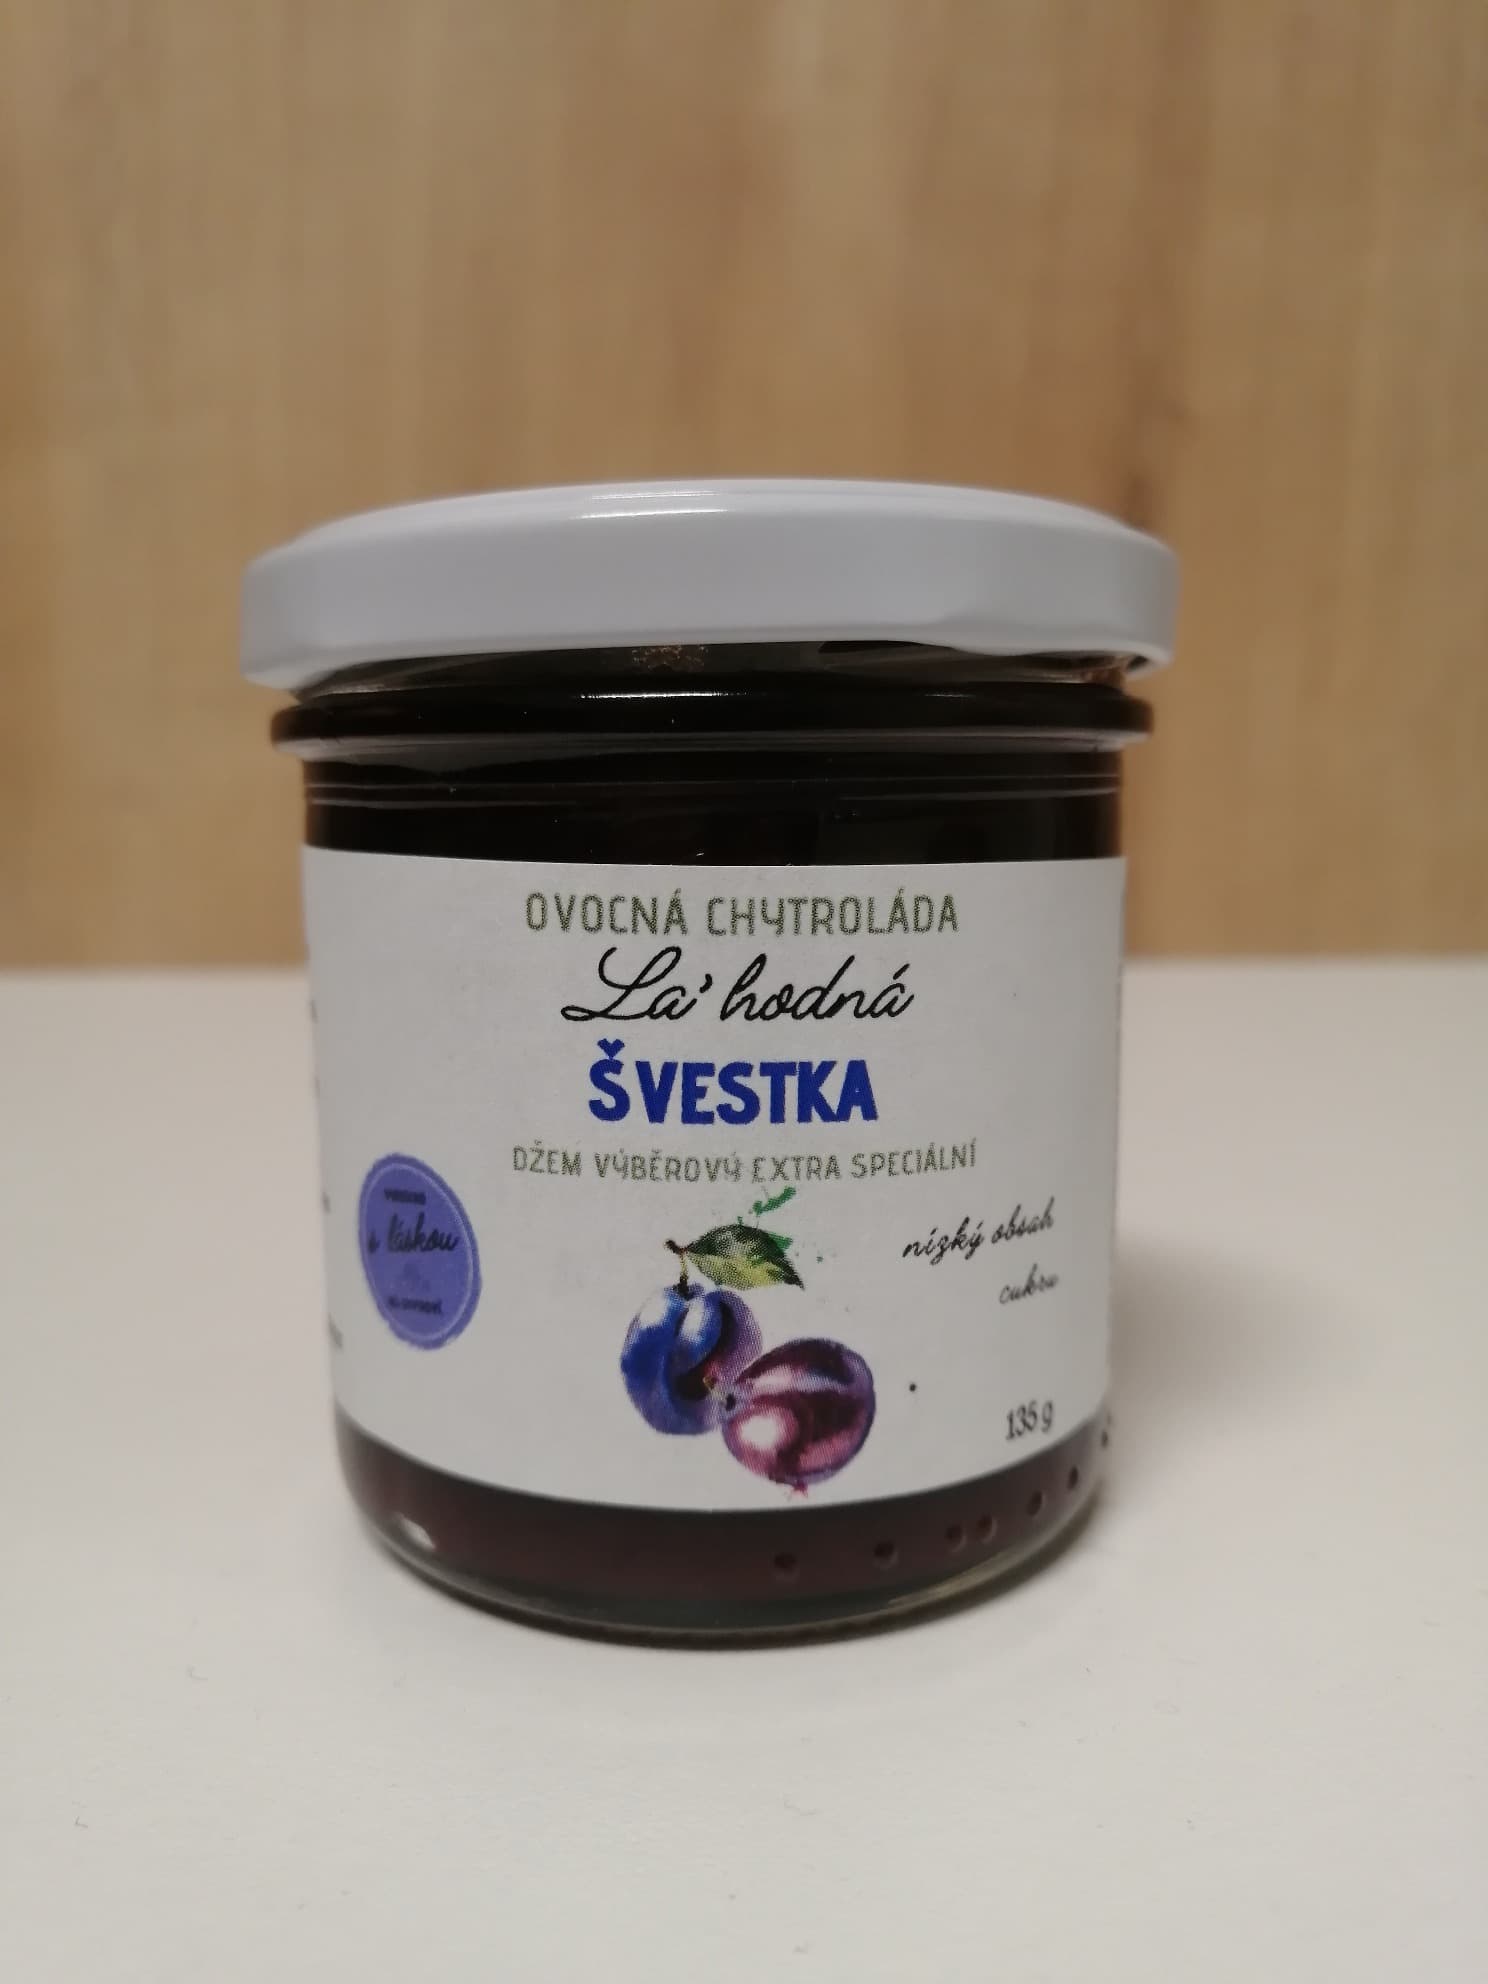 OVOCNÁ CHYTROLÁDA
La' hodná
ŠVESTKA
DŽEM VÝBĚROVÝ EXTRA SPECIÁLNÍ
s láskou
nízký obsah
cukru
135 g